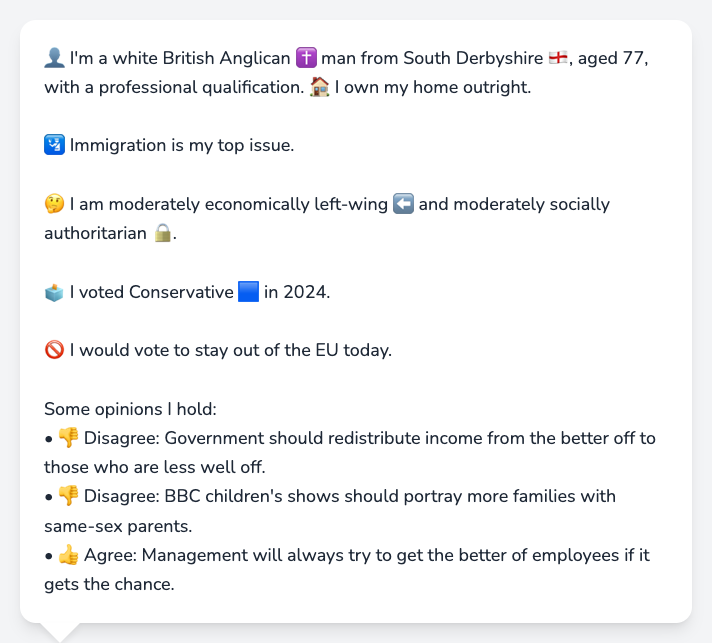 👤 I'm a white British Anglican ✝️ man from South Derbyshire 🏴󠁧󠁢󠁥󠁮󠁧󠁿, aged 77,
with a professional qualification. 🏠 I own my home outright.
🛂 Immigration is my top issue.
🤔 I am moderately economically left-wing ⬅️ and moderately socially
authoritarian 🔒.
🗳️ I voted Conservative 🟦 in 2024.
🚫 I would vote to stay out of the EU today.
Some opinions I hold:
• 👎 Disagree: Government should redistribute income from the better off to
those who are less well off.
• 👎 Disagree: BBC children's shows should portray more families with
same-sex parents.
• 👍 Agree: Management will always try to get the better of employees if it
gets the chance.